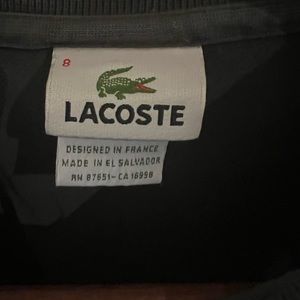 8
LACOSTE
DESIGNED IN FRANCE
MADE IN EL SALVADOR
RN 87651-CA 16998